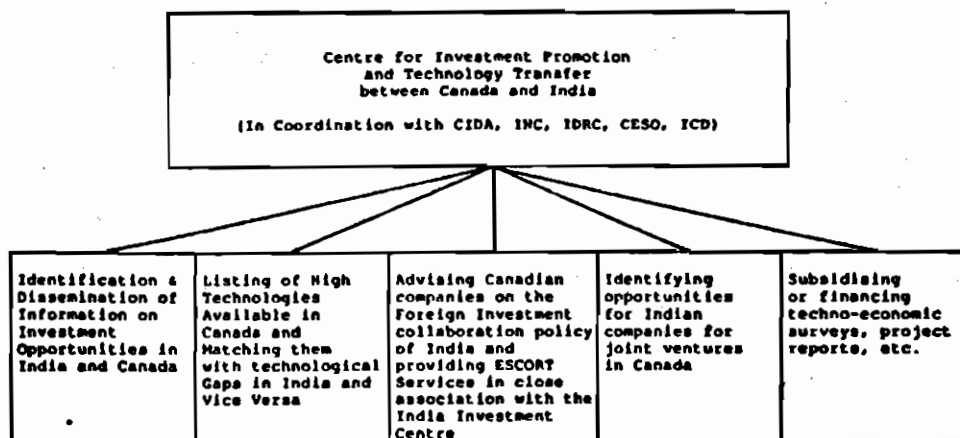 Centre for Investment Promotion
and Technology Transfer
between Canada and India
(In Coordination with CIDA, INC, IDRC, CESO, ICD)
Identification &
Dissemination of
Information on
Investment
Opportunities in
India and Canada
Listing of High
Technologies
Available in
Canada and
Matching them
with technological
Gaps in India and
Vice Versa
Advising Canadian
companies on the
Foreign Investment
collaboration policy
of India and
providing ESCORT
Services in close
association with the
India Investment
Centre
Identifying
opportunities
for Indian
companies for
joint ventures
in Canada
Subsidising
or financing
techno-economic
surveys, project
reports, etc.